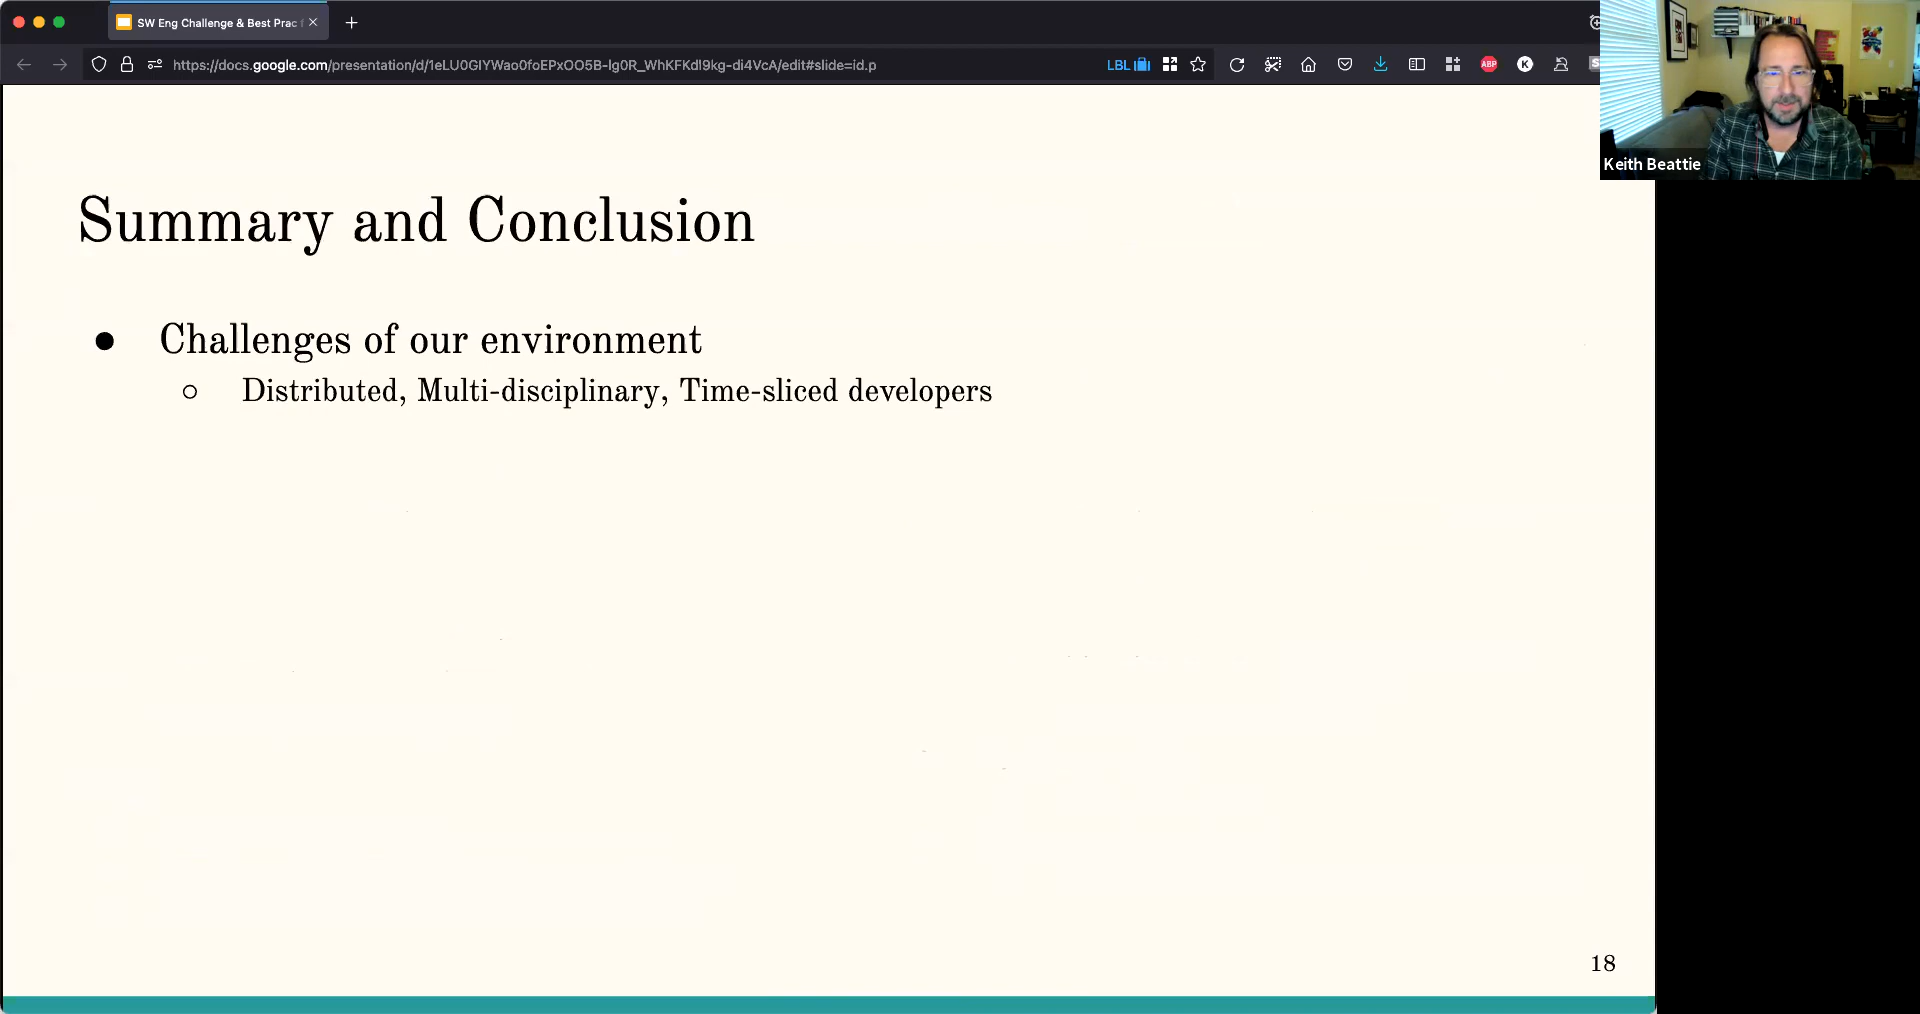 SW Eng Challenge & Best Prac f
https://docs.google.com/presentation/d/1eLU0GIYWao0foEPxOO5B-lg0R_WhKFKdl9kg-di4VcA/edit#slide=id.p
LBL
ABP
K
S
Keith Beattie
Summary and Conclusion
● Challenges of our environment
○ Distributed, Multi-disciplinary, Time-sliced developers
18